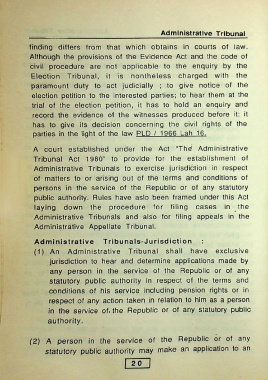 Administrative Tribunal
finding differs from that which obtains in courts of law.
Although the provisions of the Evidence Act and the code of
civil procedure are not applicable to the enquiry by the
Election Tribunal, it is nontheless charged with the
paramount duty to act judicially ; to give notice of the
election petition to the interested parties; to hear them at the
trial of the election petition, it has to hold an enquiry and
record the evidence of the witnesses produced before it; it
has to give its decision concerning the civil rights of the
parties in the light of the law PLD / 1966 Lah 16.
A court established under the Act "The Administrative
Tribunal Act 1980" to provide for the establishment of
Administrative Tribunals to exercise jurisdiction in respect
of matters to or arising out of the terms and conditions of
persons in the service of the Republic or of any statutory
public authority. Rules have aslo been framed under this Act
laying down the procedure for filing cases in the
Administrative Tribunals and also for filing appeals in the
Administrative Appellate Tribunal.
Administrative Tribunals-Jurisdiction :
(1) An Administrative Tribunal shall have exclusive
jurisdiction to hear and determine applications made by
any person in the service of the Republic or of any
statutory public authority in respect of the terms and
conditions of his service including pension rights or in
respect of any action taken in relation to him as a person
in the service of the Republic or of any statutory public
authority.
(2) A person in the service of the Republic or of any
statutory public authority may make an application to an
20